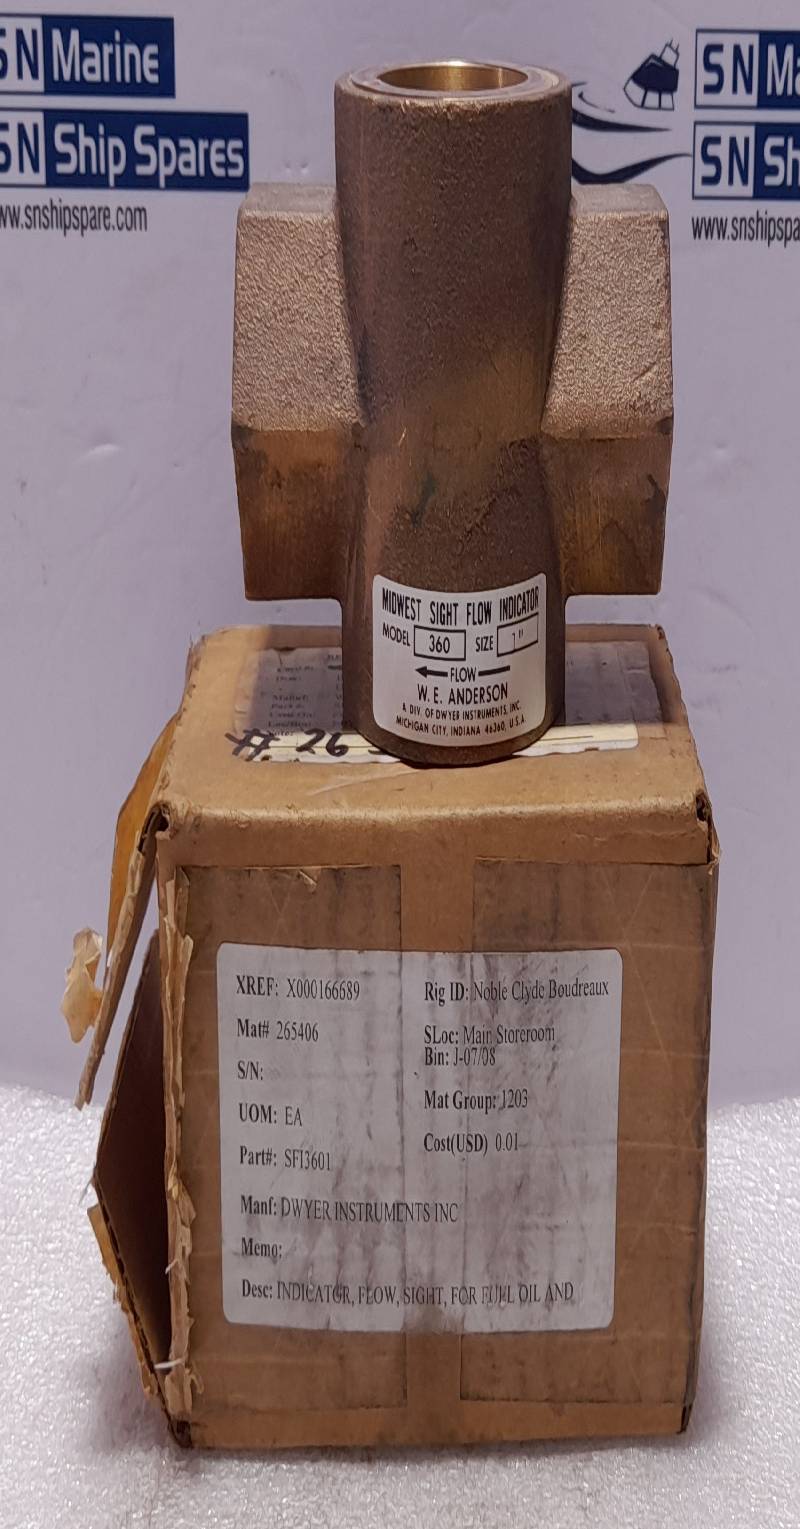 SN Marine
SN Ship Spares
www.snshipspare.com
SN Ma
SN Sh
www.snshipspa
MIDWEST SIGHT FLOW INDICATOR
MODEL 360 SIZE 1"
FLOW
W. E. ANDERSON
A DIV. OF DWYER INSTRUMENTS, INC.
MICHIGAN CITY, INDIANA 46360, U.S.A.
# 26
XREF: X000166689
Rig ID: Noble Clyde Boudreaux
Mat# 265406
SLoc: Main Storeroom
Bin: J-07/08
S/N:
UOM: EA
Mat Group: 1203
Part#: SFI3601
Cost(USD) 0.01
Manf: DWYER INSTRUMENTS INC
Memo:
Desc: INDICATOR, FLOW, SIGHT, FOR FUEL OIL AND